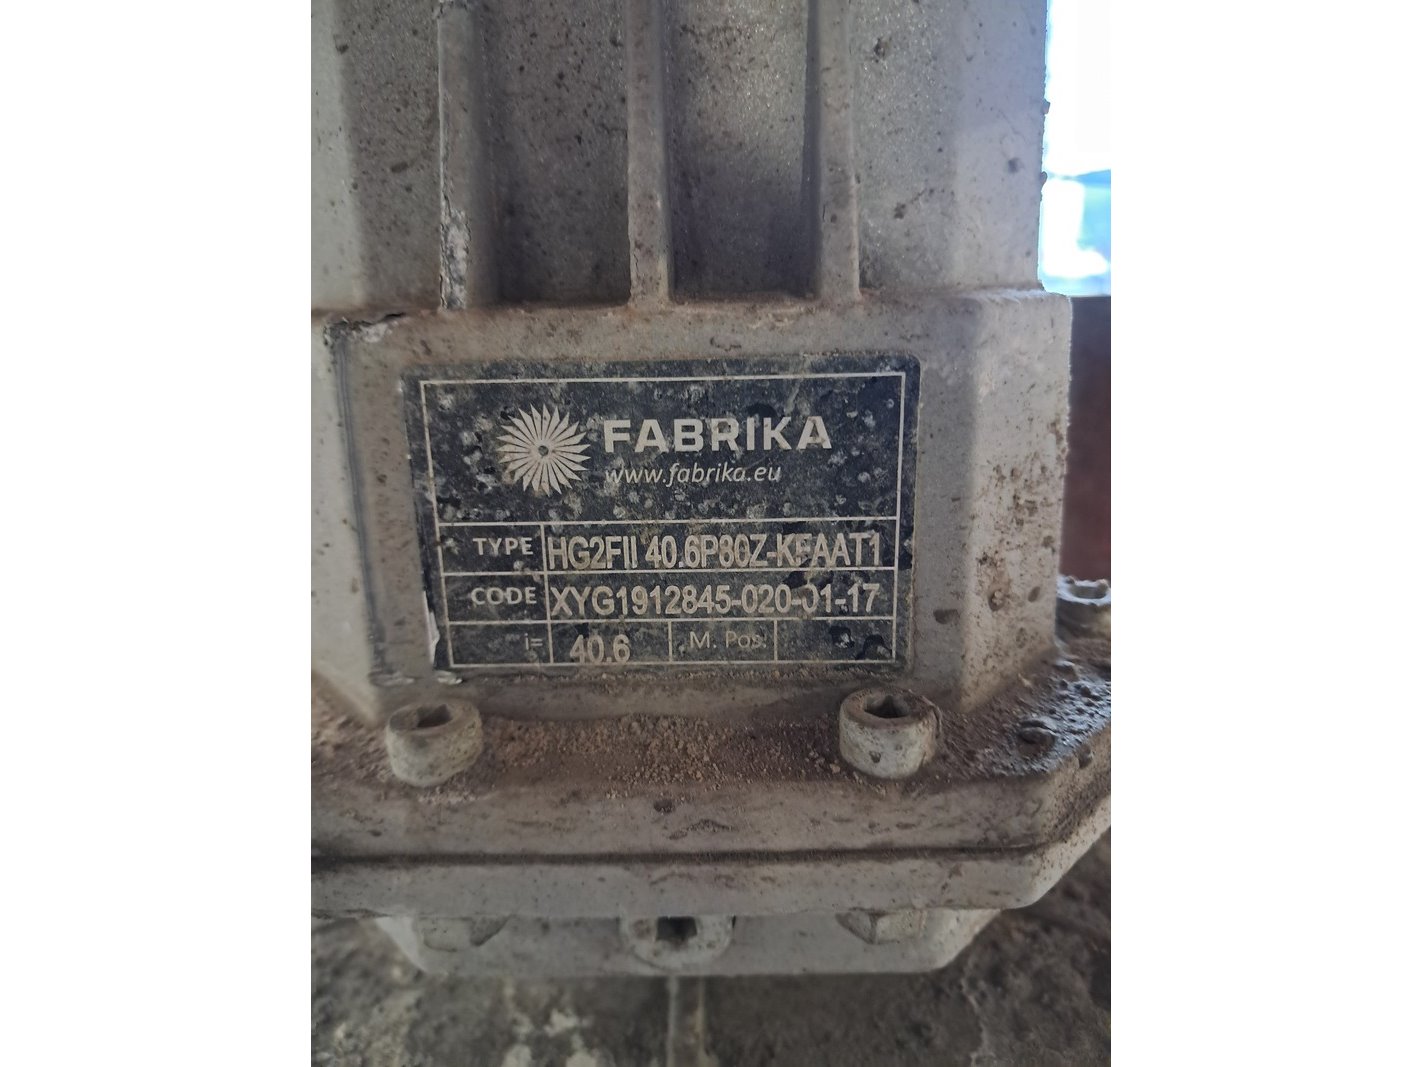 FABRIKA
www.fabrika.eu
TYPE HG2FII 40.6P80Z-KFAAT1
CODE XYG1912845-020-01-17
i= 40.6 M. Pos.